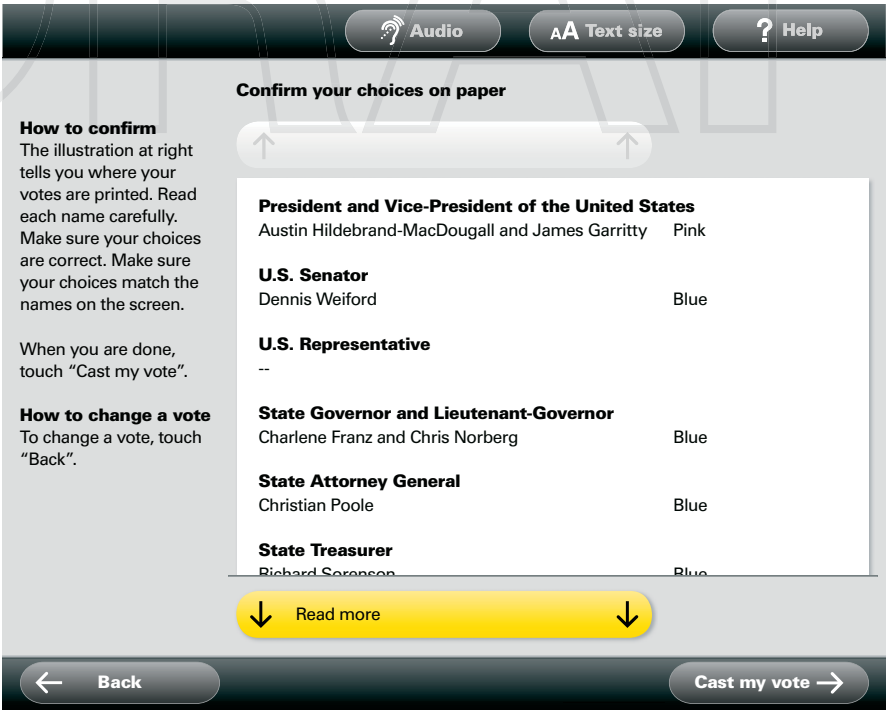 Audio
AA Text size
? Help
Confirm your choices on paper
How to confirm
The illustration at right
tells you where your
votes are printed. Read
each name carefully.
Make sure your choices
are correct. Make sure
your choices match the
names on the screen.
When you are done,
touch “Cast my vote”.
How to change a vote
To change a vote, touch
“Back”.
President and Vice-President of the United States
Austin Hildebrand-MacDougall and James Garritty Pink
U.S. Senator
Dennis Weiford Blue
U.S. Representative
--
State Governor and Lieutenant-Governor
Charlene Franz and Chris Norberg Blue
State Attorney General
Christian Poole Blue
State Treasurer
Richard Sorenson Blue
Read more
Back
Cast my vote